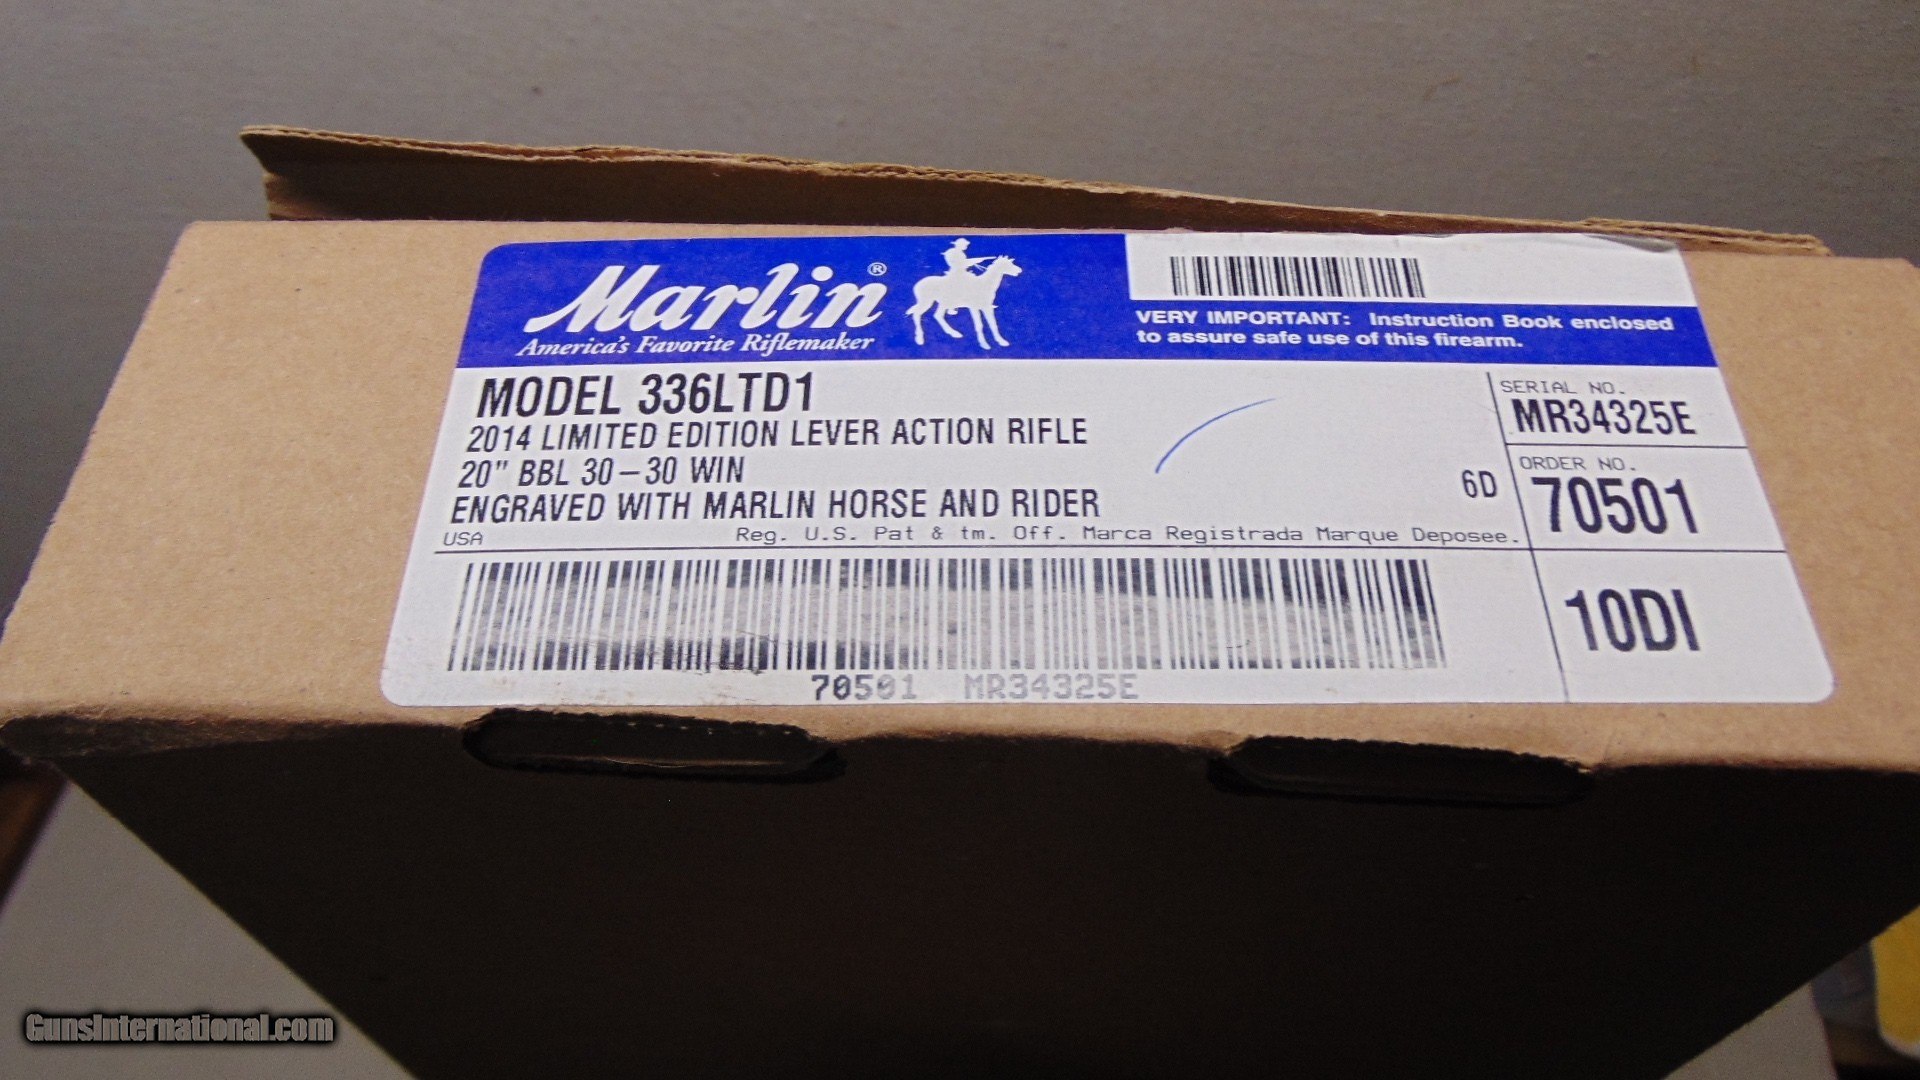 Marlin®
America's Favorite Riflemaker
VERY IMPORTANT: Instruction Book enclosed
to assure safe use of this firearm.
MODEL 336LTD1
2014 LIMITED EDITION LEVER ACTION RIFLE
20" BBL 30-30 WIN
ENGRAVED WITH MARLIN HORSE AND RIDER
6D
USA
Reg. U.S. Pat & tm. Off. Marca Registrada Marque Deposee.
SERIAL NO.
MR34325E
ORDER NO.
70501
10DI
70501 MR34325E
GunsInternational.com